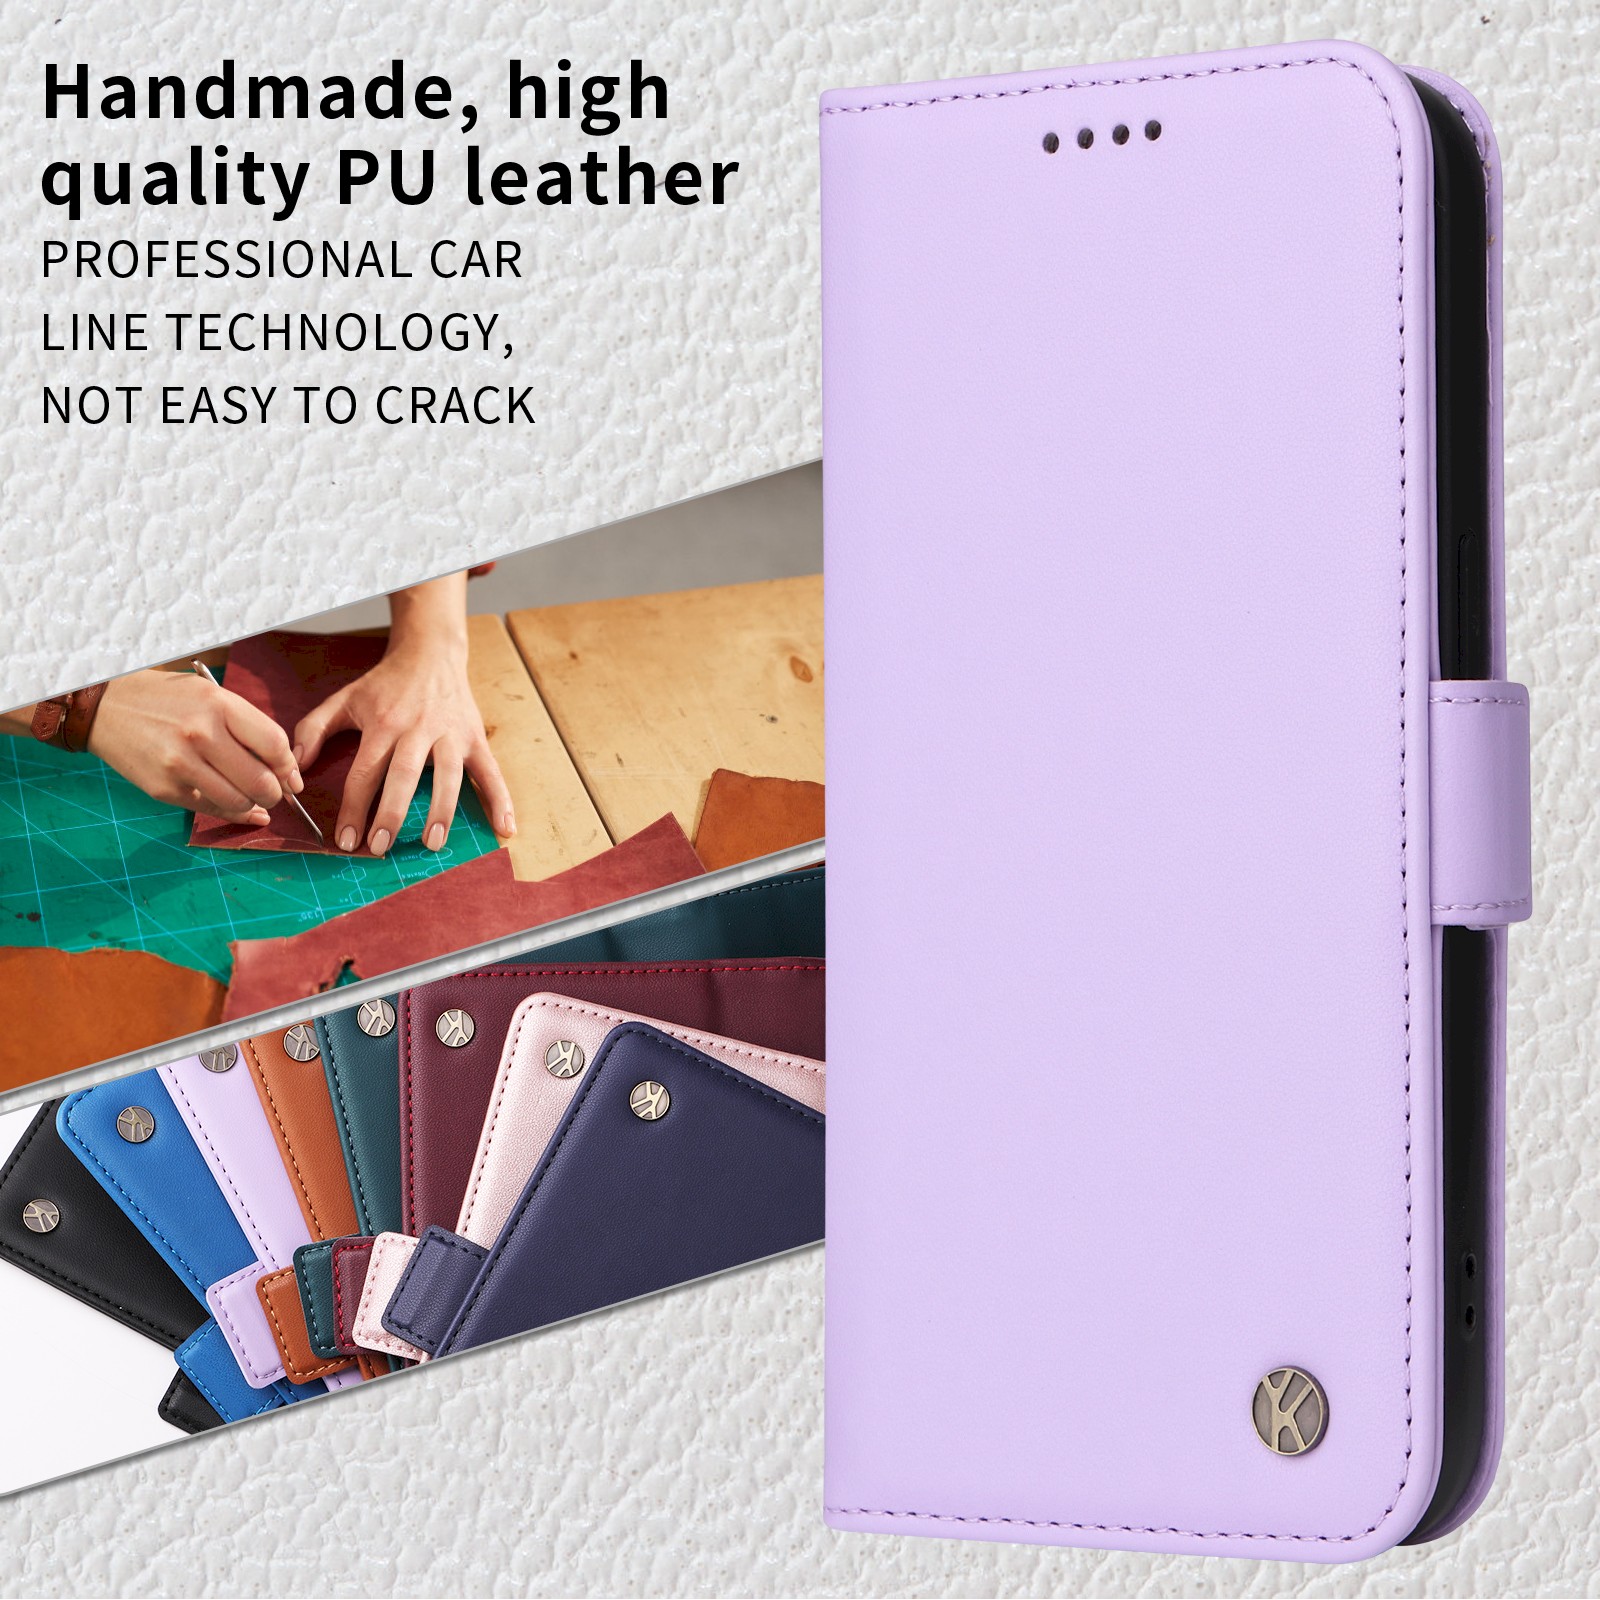 Handmade, high
quality PU leather
PROFESSIONAL CAR
LINE TECHNOLOGY,
NOT EASY TO CRACK